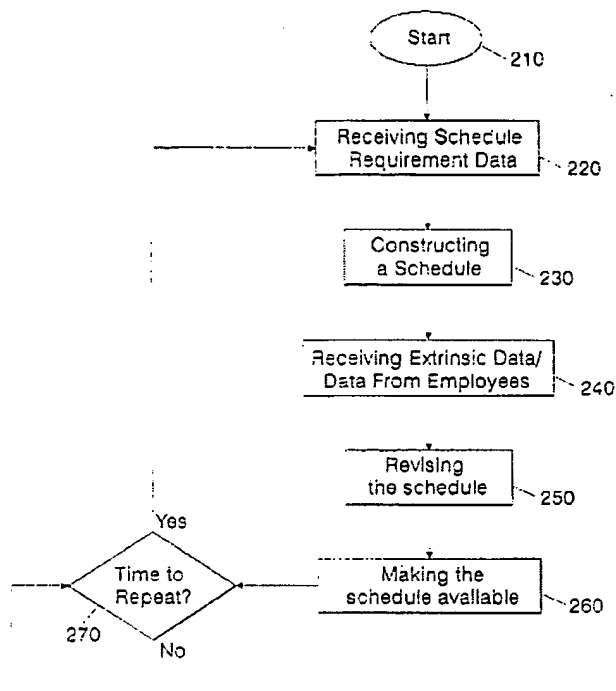 Start
210
Receiving Schedule
Requirement Data
220
Constructing
a Schedule
230
Receiving Extrinsic Data/
Data From Employees
240
Revising
the schedule
250
Yes
Time to
Repeat?
270
No
Making the
schedule available
260